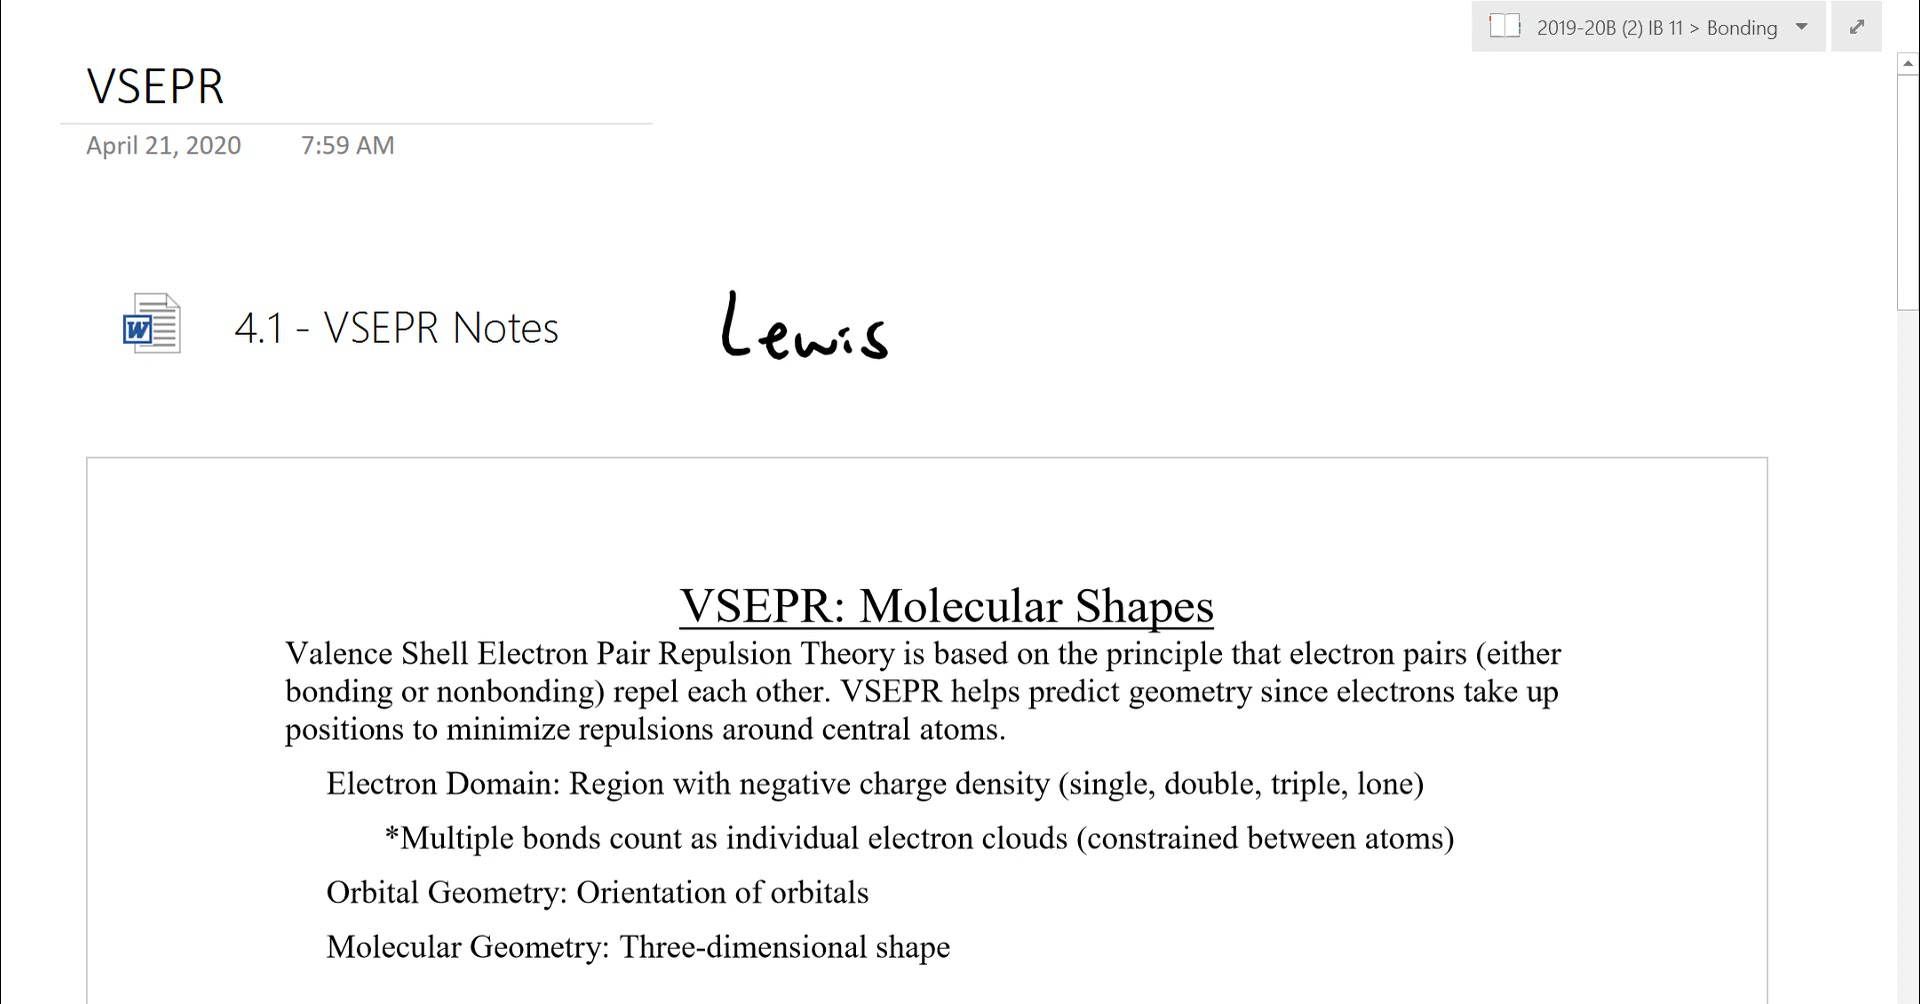 2019-20B (2) IB 11 > Bonding
VSEPR
April 21, 2020 7:59 AM
W 4.1 - VSEPR Notes Lewis
VSEPR: Molecular Shapes
Valence Shell Electron Pair Repulsion Theory is based on the principle that electron pairs (either
bonding or nonbonding) repel each other. VSEPR helps predict geometry since electrons take up
positions to minimize repulsions around central atoms.
Electron Domain: Region with negative charge density (single, double, triple, lone)
*Multiple bonds count as individual electron clouds (constrained between atoms)
Orbital Geometry: Orientation of orbitals
Molecular Geometry: Three-dimensional shape